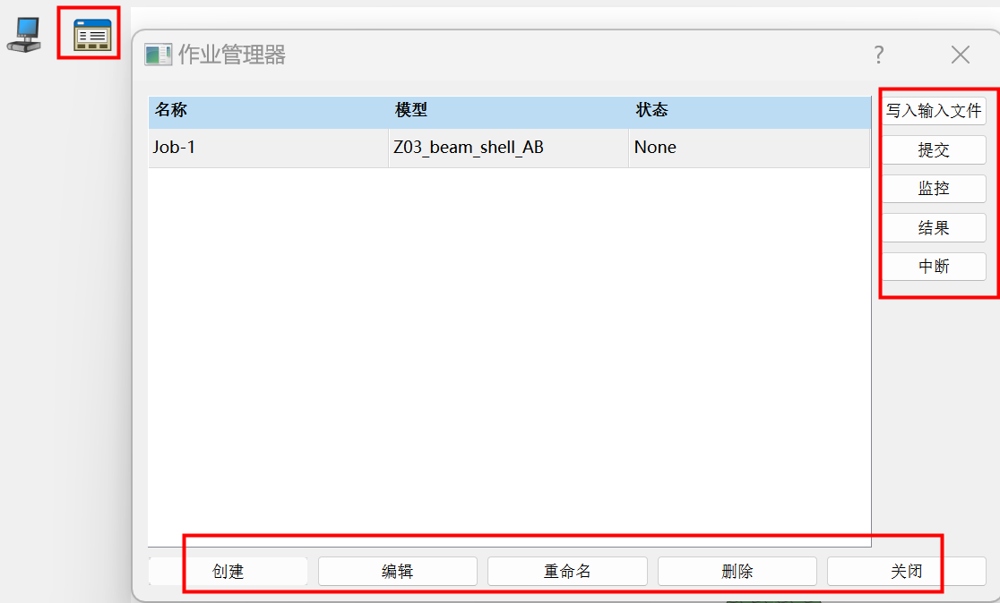 作业管理器
名称 模型 状态
Job-1 Z03_beam_shell_AB None
写入输入文件
提交
监控
结果
中断
创建 编辑 重命名 删除 关闭